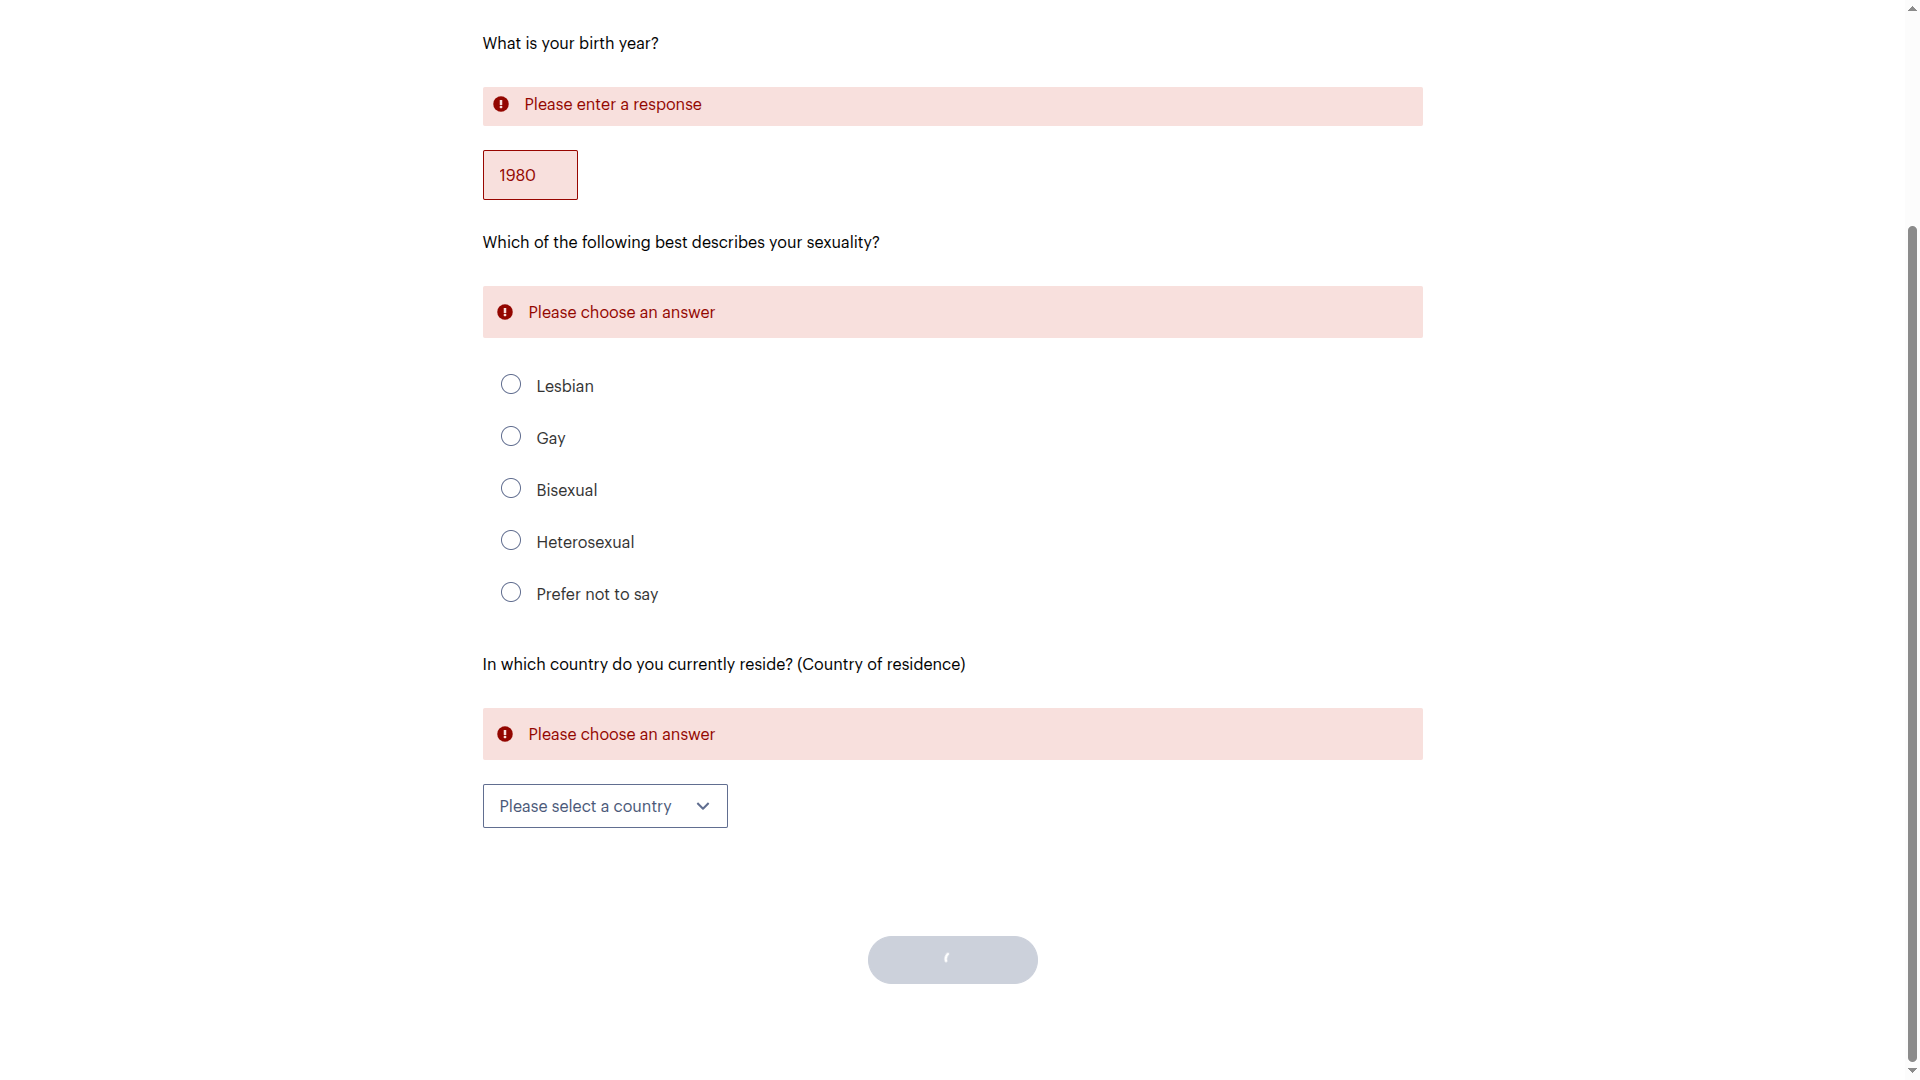 What is your birth year?
Please enter a response
1980
Which of the following best describes your sexuality?
Please choose an answer
Lesbian
Gay
Bisexual
Heterosexual
Prefer not to say
In which country do you currently reside? (Country of residence)
Please choose an answer
Please select a country